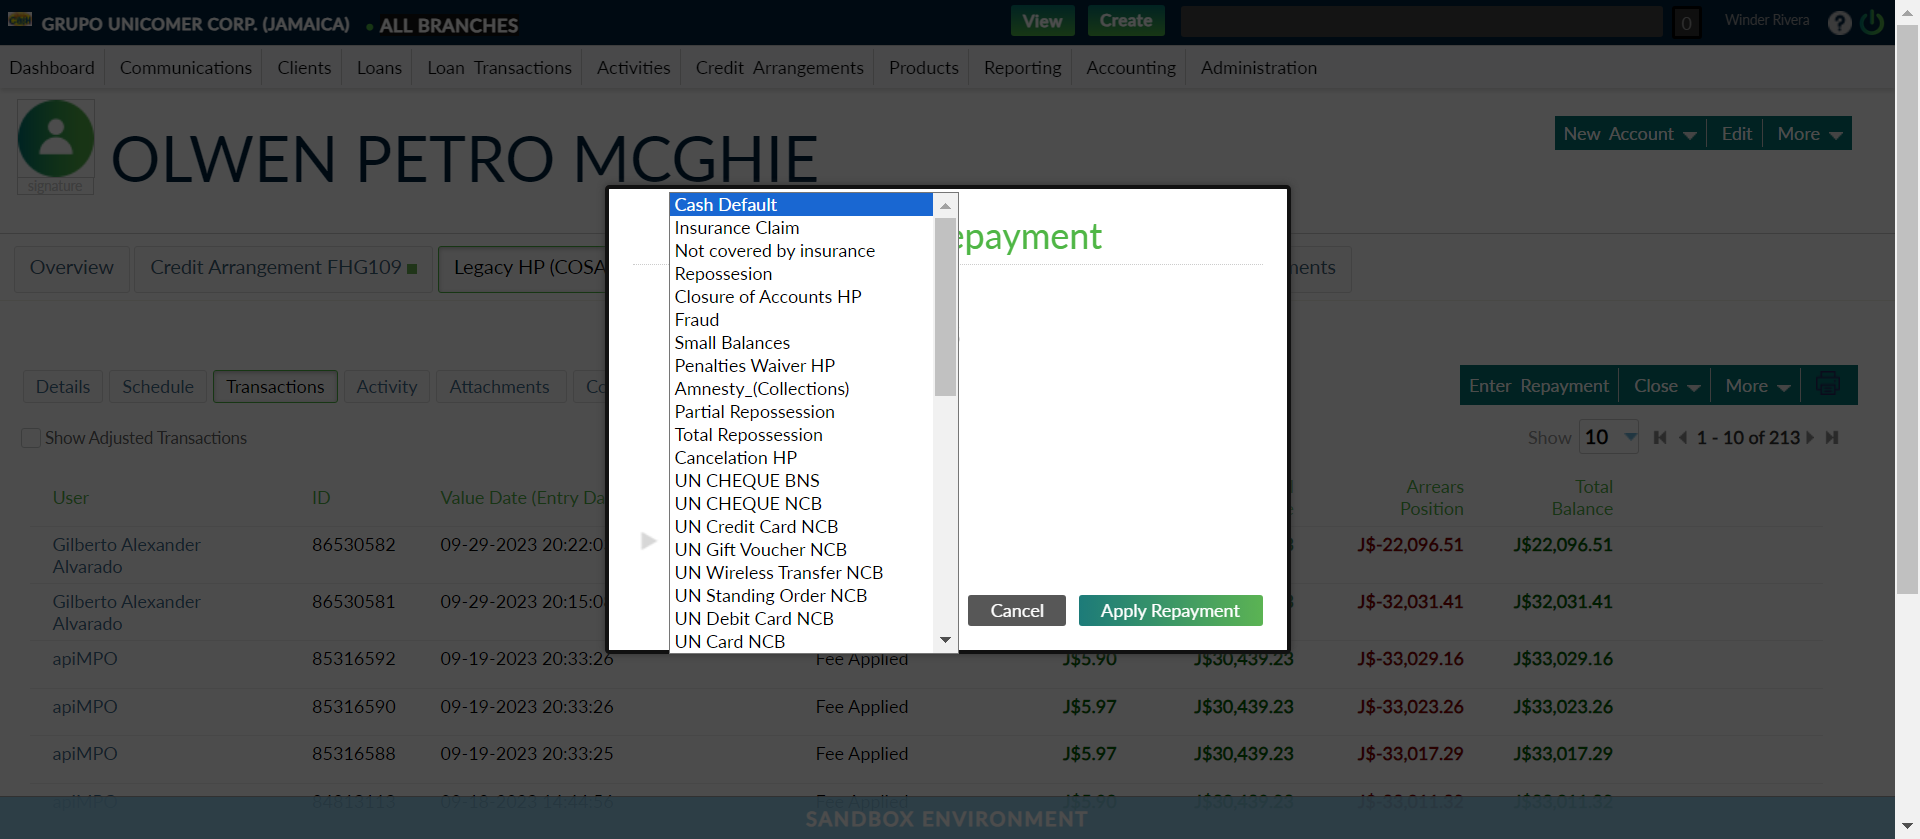 GRUPO UNICOMER CORP. (JAMAICA) ALL BRANCHES View Create 0 Winder Rivera ?
Dashboard Communications Clients Loans Loan Transactions Activities Credit Arrangements Products Reporting Accounting Administration
signature
OLWEN PETRO MCGHIE
New Account Edit More
Overview Credit Arrangement FHG109 Legacy HP (COSA
epayment
Cash Default
Insurance Claim
Not covered by insurance
Repossesion
Closure of Accounts HP
Fraud
Small Balances
Penalties Waiver HP
Amnesty_(Collections)
Partial Repossession
Total Repossession
Cancelation HP
UN CHEQUE BNS
UN CHEQUE NCB
UN Credit Card NCB
UN Gift Voucher NCB
UN Wireless Transfer NCB
UN Standing Order NCB
UN Debit Card NCB
UN Card NCB
Cancel Apply Repayment
Details Schedule Transactions Activity Attachments Co
Enter Repayment Close More
Show Adjusted Transactions
Show 10 1 - 10 of 213
User ID Value Date (Entry Da Arrears Position Total Balance
Gilberto Alexander Alvarado 86530582 09-29-2023 20:22:0 J$-22,096.51 J$22,096.51
Gilberto Alexander Alvarado 86530581 09-29-2023 20:15:0 J$-32,031.41 J$32,031.41
apiMPO 85316592 09-19-2023 20:33:26 Fee Applied J$5.90 J$30,439.23 J$-33,029.16 J$33,029.16
apiMPO 85316590 09-19-2023 20:33:26 Fee Applied J$5.97 J$30,439.23 J$-33,023.26 J$33,023.26
apiMPO 85316588 09-19-2023 20:33:25 Fee Applied J$5.97 J$30,439.23 J$-33,017.29 J$33,017.29
apiMPO 84813113 09-18-2023 14:44:56 Fee Applied J$5.90 J$30,439.23 J$-33,011.32 J$33,011.32
SANDBOX ENVIRONMENT